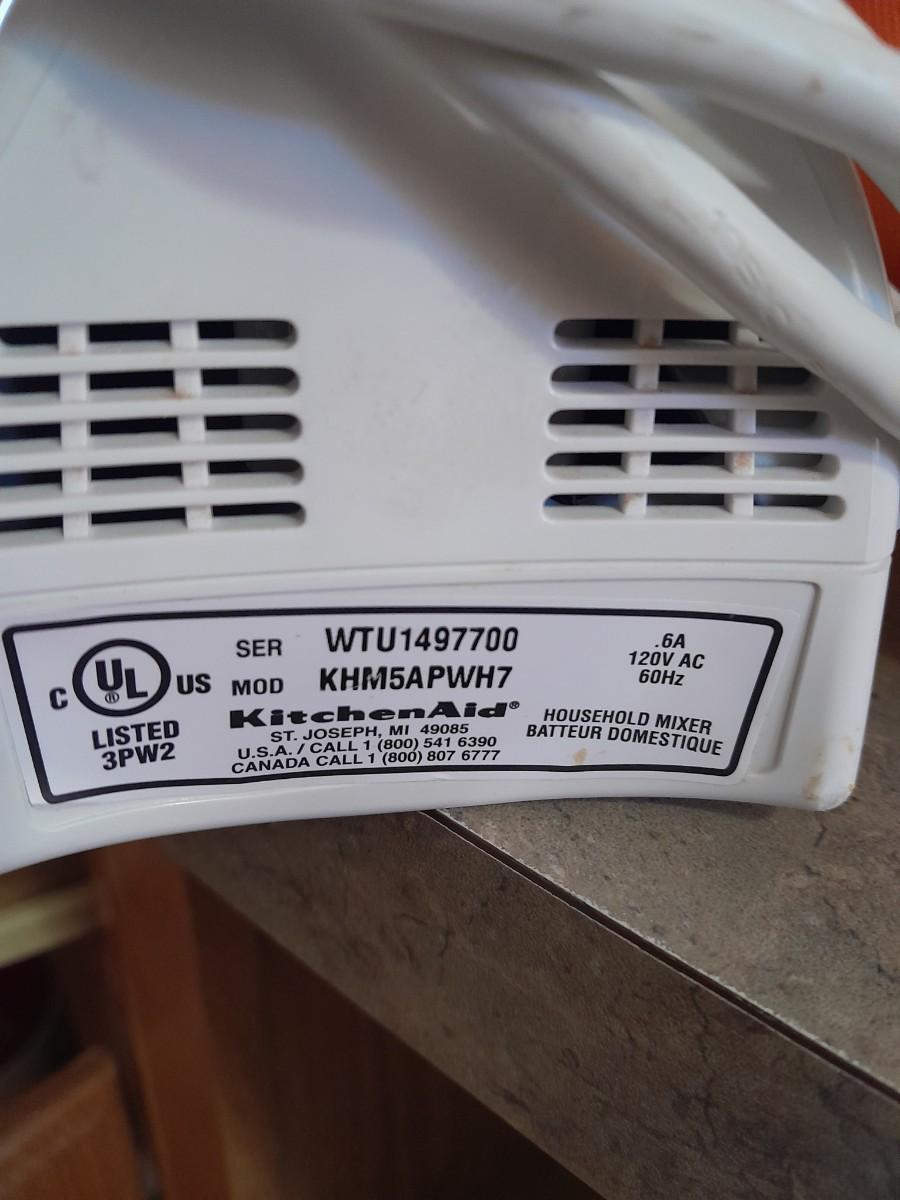 C UL® US
LISTED
3PW2
SER WTU1497700
MOD KHM5APWH7
KitchenAid®
ST. JOSEPH, MI 49085
U.S.A. / CALL 1 (800) 541 6390
CANADA CALL 1 (800) 807 6777
.6A
120V AC
60Hz
HOUSEHOLD MIXER
BATTEUR DOMESTIQUE